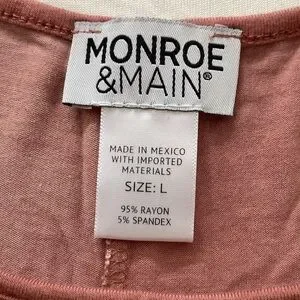 MONROE
&MAIN®
MADE IN MEXICO
WITH IMPORTED
MATERIALS
SIZE: L
95% RAYON
5% SPANDEX